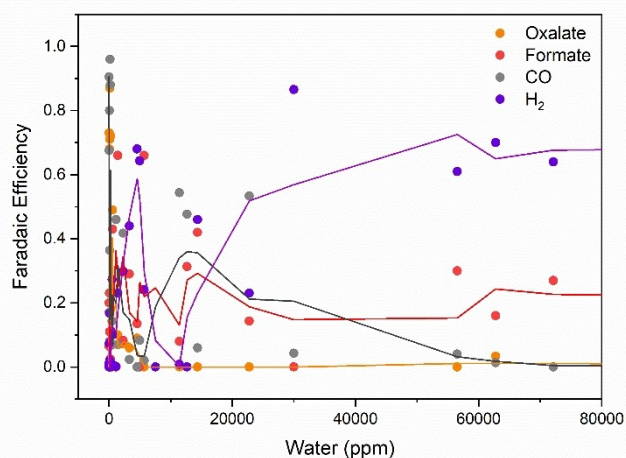 Oxalate
Formate
CO
H₂
1.0
0.8
0.6
0.4
0.2
0.0
Faradaic Efficiency
0
20000
40000
60000
80000
Water (ppm)